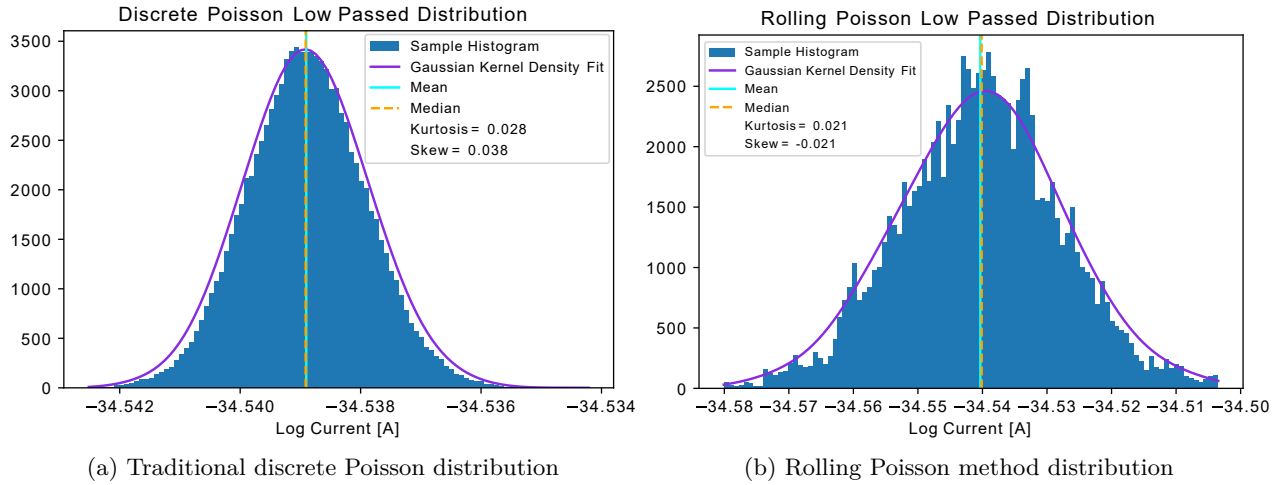 Discrete Poisson Low Passed Distribution
3500
3000
2500
2000
1500
1000
500
0
Sample Histogram
Gaussian Kernel Density Fit
Mean
Median
Kurtosis = 0.028
Skew = 0.038
−34.542 −34.540 −34.538 −34.536 −34.534
Log Current [A]
(a) Traditional discrete Poisson distribution
Rolling Poisson Low Passed Distribution
2500
2000
1500
1000
500
0
Sample Histogram
Gaussian Kernel Density Fit
Mean
Median
Kurtosis = 0.021
Skew = -0.021
−34.58 −34.57 −34.56 −34.55 −34.54 −34.53 −34.52 −34.51 −34.50
Log Current [A]
(b) Rolling Poisson method distribution